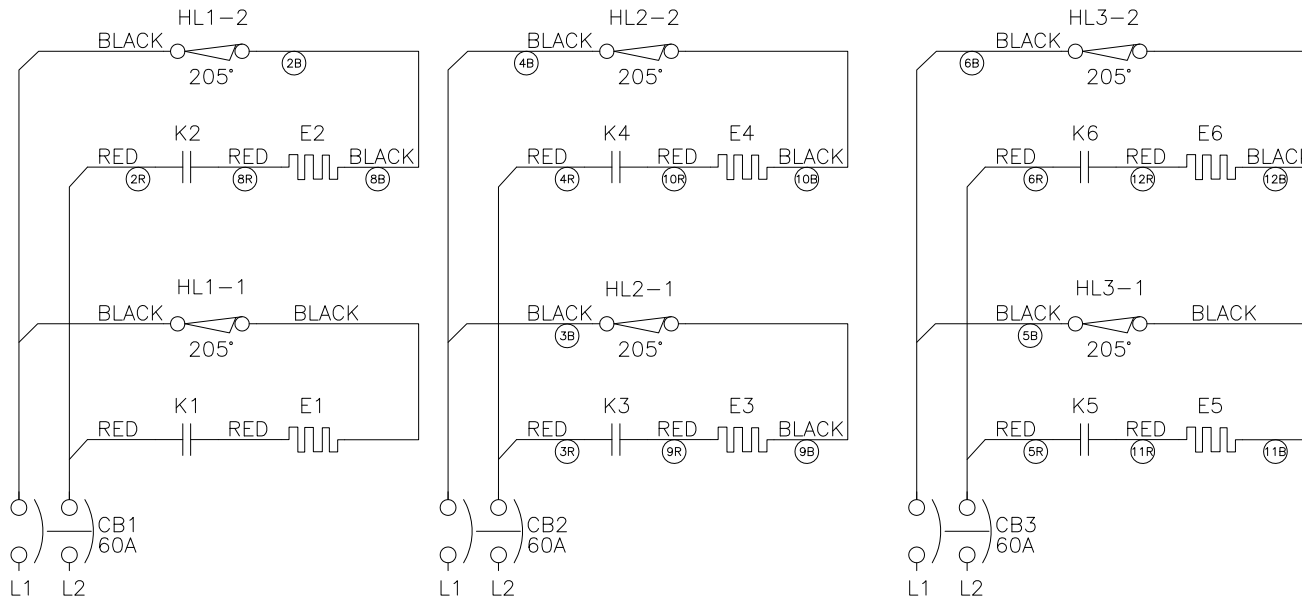 HL1-2 HL2-2 HL3-2
BLACK BLACK BLACK
2B 4B 6B
205° 205° 205°
K2 E2 K4 E4 K6 E6
RED RED BLACK RED RED BLACK RED RED BLACK
2R 8R 8B 4R 10R 10B 6R 12R 12B
HL1-1 HL2-1 HL3-1
BLACK BLACK BLACK BLACK BLACK
3B 5B
205° 205° 205°
K1 E1 K3 E3 K5 E5
RED RED RED RED BLACK RED RED
3R 9R 9B 5R 11R 11B
CB1 CB2 CB3
60A 60A 60A
L1 L2 L1 L2 L1 L2